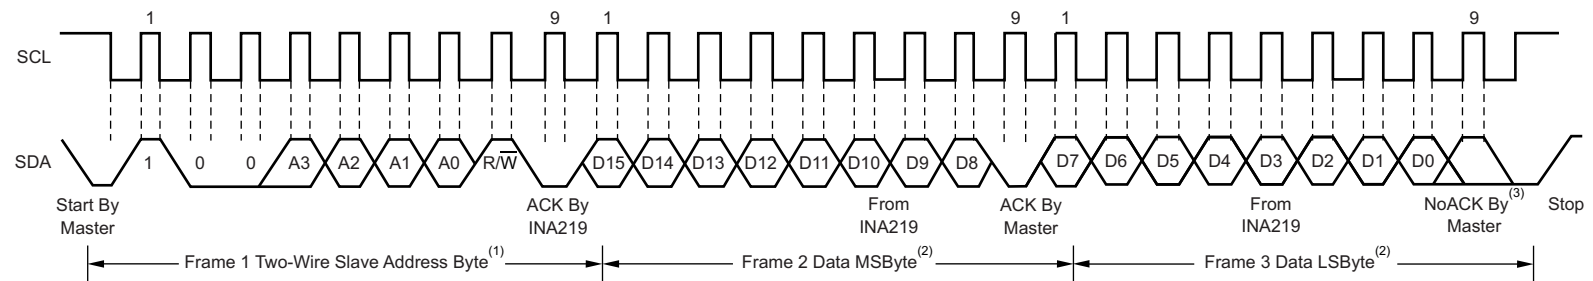 1 9 1 9 1 9
SCL
SDA 1 0 0 A3 A2 A1 A0 R/W̅ D15 D14 D13 D12 D11 D10 D9 D8 D7 D6 D5 D4 D3 D2 D1 D0
Start By
Master
ACK By
INA219
From
INA219
ACK By
Master
From
INA219
NoACK By(3)
Master
Stop
Frame 1 Two-Wire Slave Address Byte(1) Frame 2 Data MSByte(2) Frame 3 Data LSByte(2)